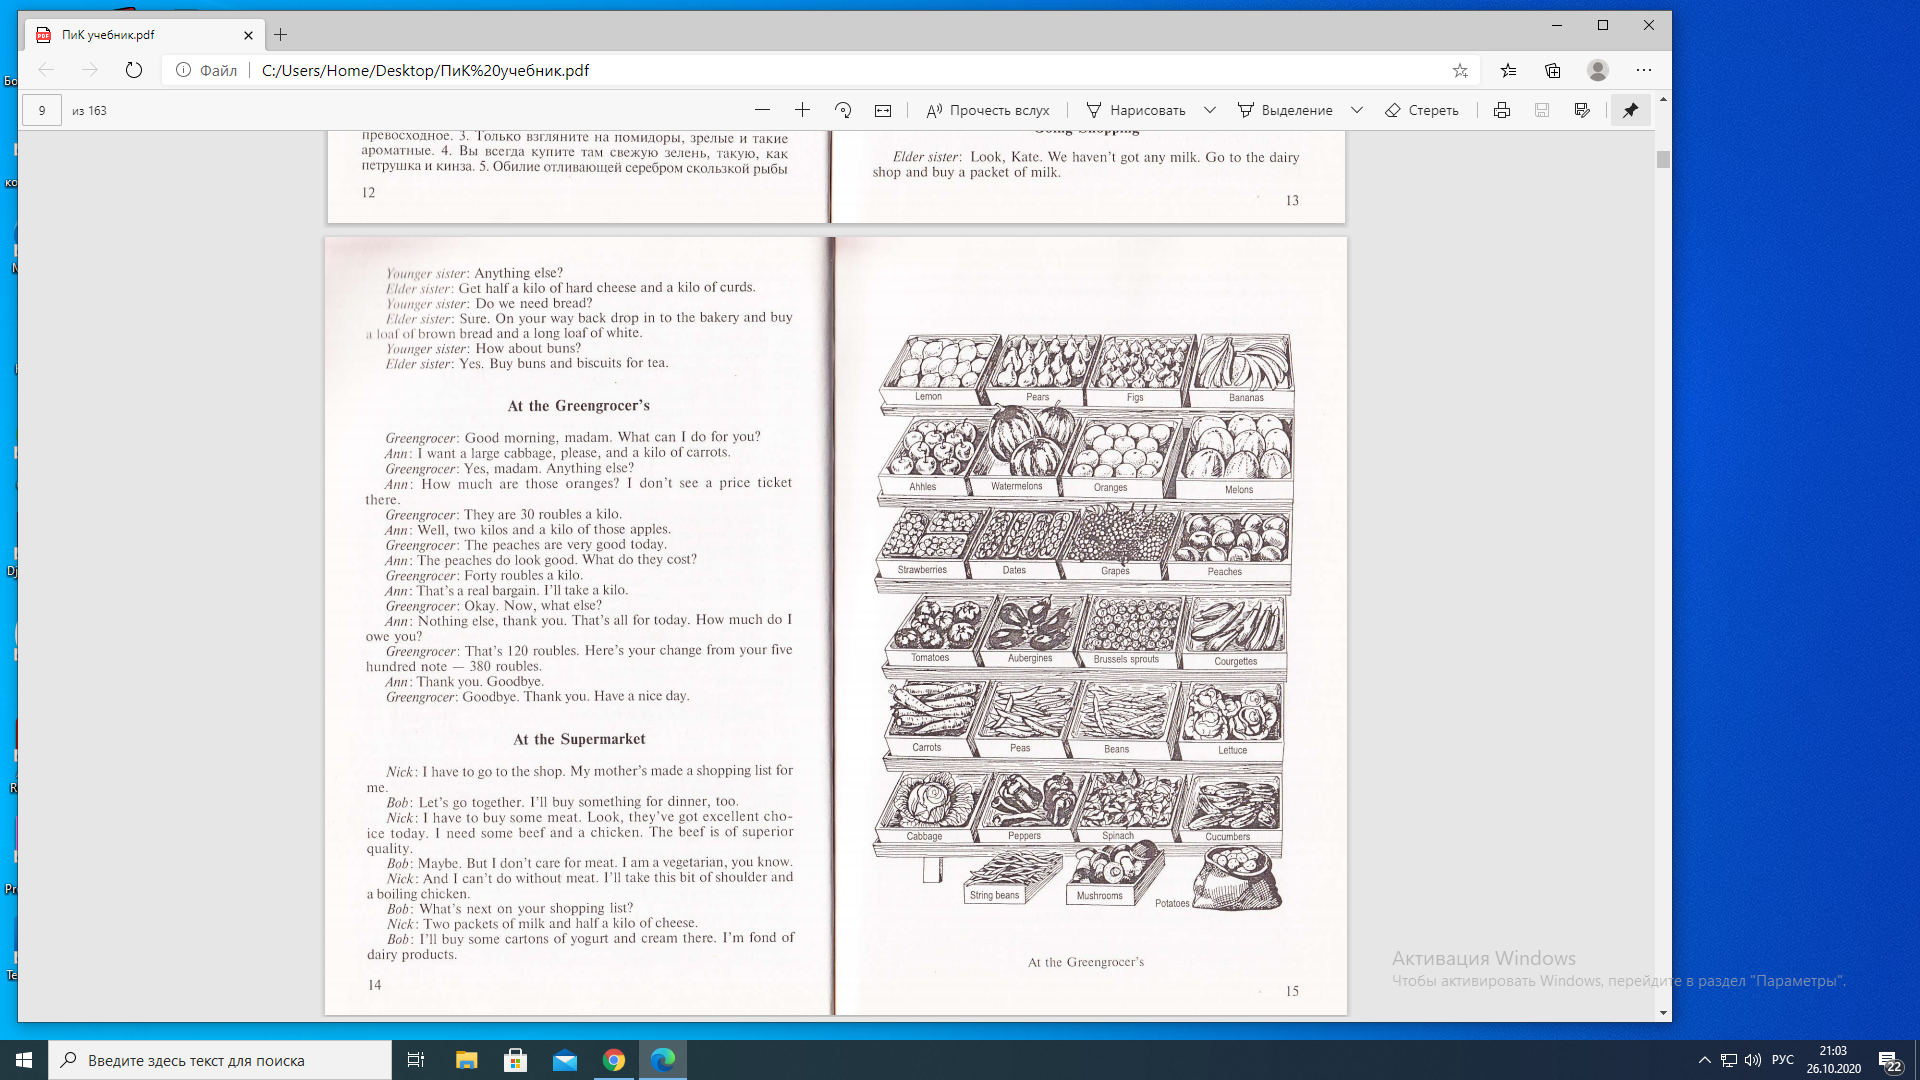 ПиК учебник.pdf
Файл
C:/Users/Home/Desktop/ПиК%20учебник.pdf
9
из 163
Прочесть вслух
Нарисовать
Выделение
Стереть
превосходное. 3. Только взгляните на помидоры, зрелые и такие
ароматные. 4. Вы всегда купите там свежую зелень, такую, как
петрушка и кинза. 5. Обилие отливающей серебром скользкой рыбы
12
Going Shopping
Elder sister: Look, Kate. We haven't got any milk. Go to the dairy
shop and buy a packet of milk.
13
Younger sister: Anything else?
Elder sister: Get half a kilo of hard cheese and a kilo of curds.
Younger sister: Do we need bread?
Elder sister: Sure. On your way back drop in to the bakery and buy
a loaf of brown bread and a long loaf of white.
Younger sister: How about buns?
Elder sister: Yes. Buy buns and biscuits for tea.
At the Greengrocer's
Greengrocer: Good morning, madam. What can I do for you?
Ann: I want a large cabbage, please, and a kilo of carrots.
Greengrocer: Yes, madam. Anything else?
Ann: How much are those oranges? I don't see a price ticket
there.
Greengrocer: They are 30 roubles a kilo.
Ann: Well, two kilos and a kilo of those apples.
Greengrocer: The peaches are very good today.
Ann: The peaches do look good. What do they cost?
Greengrocer: Forty roubles a kilo.
Ann: That's a real bargain. I'll take a kilo.
Greengrocer: Okay. Now, what else?
Ann: Nothing else, thank you. That's all for today. How much do I
owe you?
Greengrocer: That's 120 roubles. Here's your change from your five
hundred note — 380 roubles.
Ann: Thank you. Goodbye.
Greengrocer: Goodbye. Thank you. Have a nice day.
At the Supermarket
Nick: I have to go to the shop. My mother's made a shopping list for
me.
Bob: Let's go together. I'll buy something for dinner, too.
Nick: I have to buy some meat. Look, they've got excellent cho-
ice today. I need some beef and a chicken. The beef is of superior
quality.
Bob: Maybe. But I don't care for meat. I am a vegetarian, you know.
Nick: And I can't do without meat. I'll take this bit of shoulder and
a boiling chicken.
Bob: What's next on your shopping list?
Nick: Two packets of milk and half a kilo of cheese.
Bob: I'll buy some cartons of yogurt and cream there. I'm fond of
dairy products.
14
Lemon Pears Figs Bananas
Ahhles Watermelons Oranges Melons
Strawberries Dates Grapes Peaches
Tomatoes Aubergines Brussels sprouts Courgettes
Carrots Peas Beans Lettuce
Cabbage Peppers Spinach Cucumbers
String beans Mushrooms Potatoes
At the Greengrocer's
15
Активация Windows
Чтобы активировать Windows, перейдите в раздел "Параметры".
Введите здесь текст для поиска
РУС
21:03
26.10.2020
22